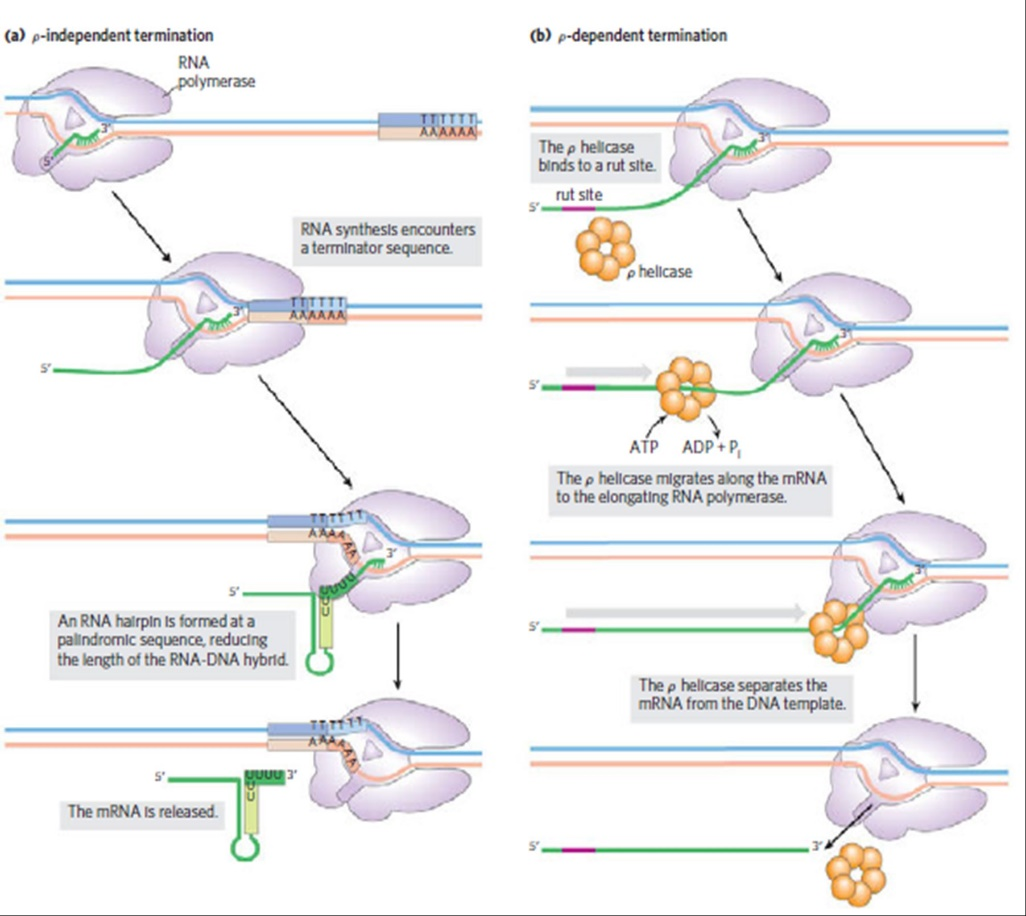 (a) ρ-independent termination
RNA
polymerase
3'
5'
TTTTTT
AAAAAA
RNA synthesis encounters
a terminator sequence.
TTTTTT
AAAAAA
3'
5'
TTTTTT
AAAAAA
3'
5'
UUUU
U
U
An RNA hairpin is formed at a
palindromic sequence, reducing
the length of the RNA-DNA hybrid.
TTTTTT
AAAAAA
5'
UUUU 3'
U
U
The mRNA is released.
(b) ρ-dependent termination
3'
The ρ helicase
binds to a rut site.
rut site
5'
ρ helicase
3'
5'
ATP
ADP + Pi
The ρ helicase migrates along the mRNA
to the elongating RNA polymerase.
3'
5'
The ρ helicase separates the
mRNA from the DNA template.
5'
3'